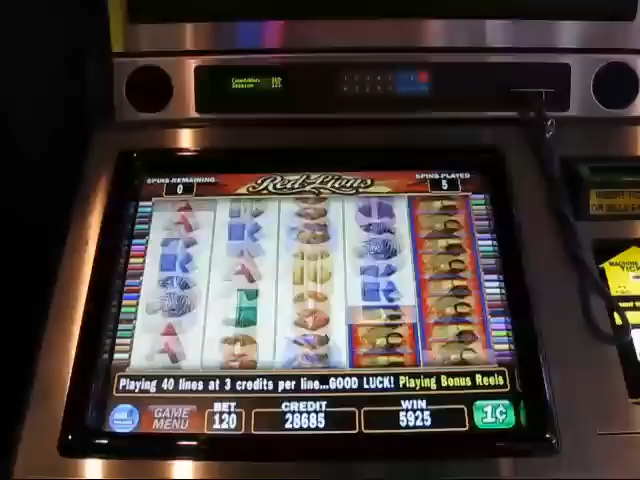 SPINS REMAINING
0
Red Lions
SPINS PLAYED
5
Playing 40 lines at 3 credits per line...GOOD LUCK! Playing Bonus Reels
GAME MENU
BET
120
CREDIT
28685
WIN
5925
1¢